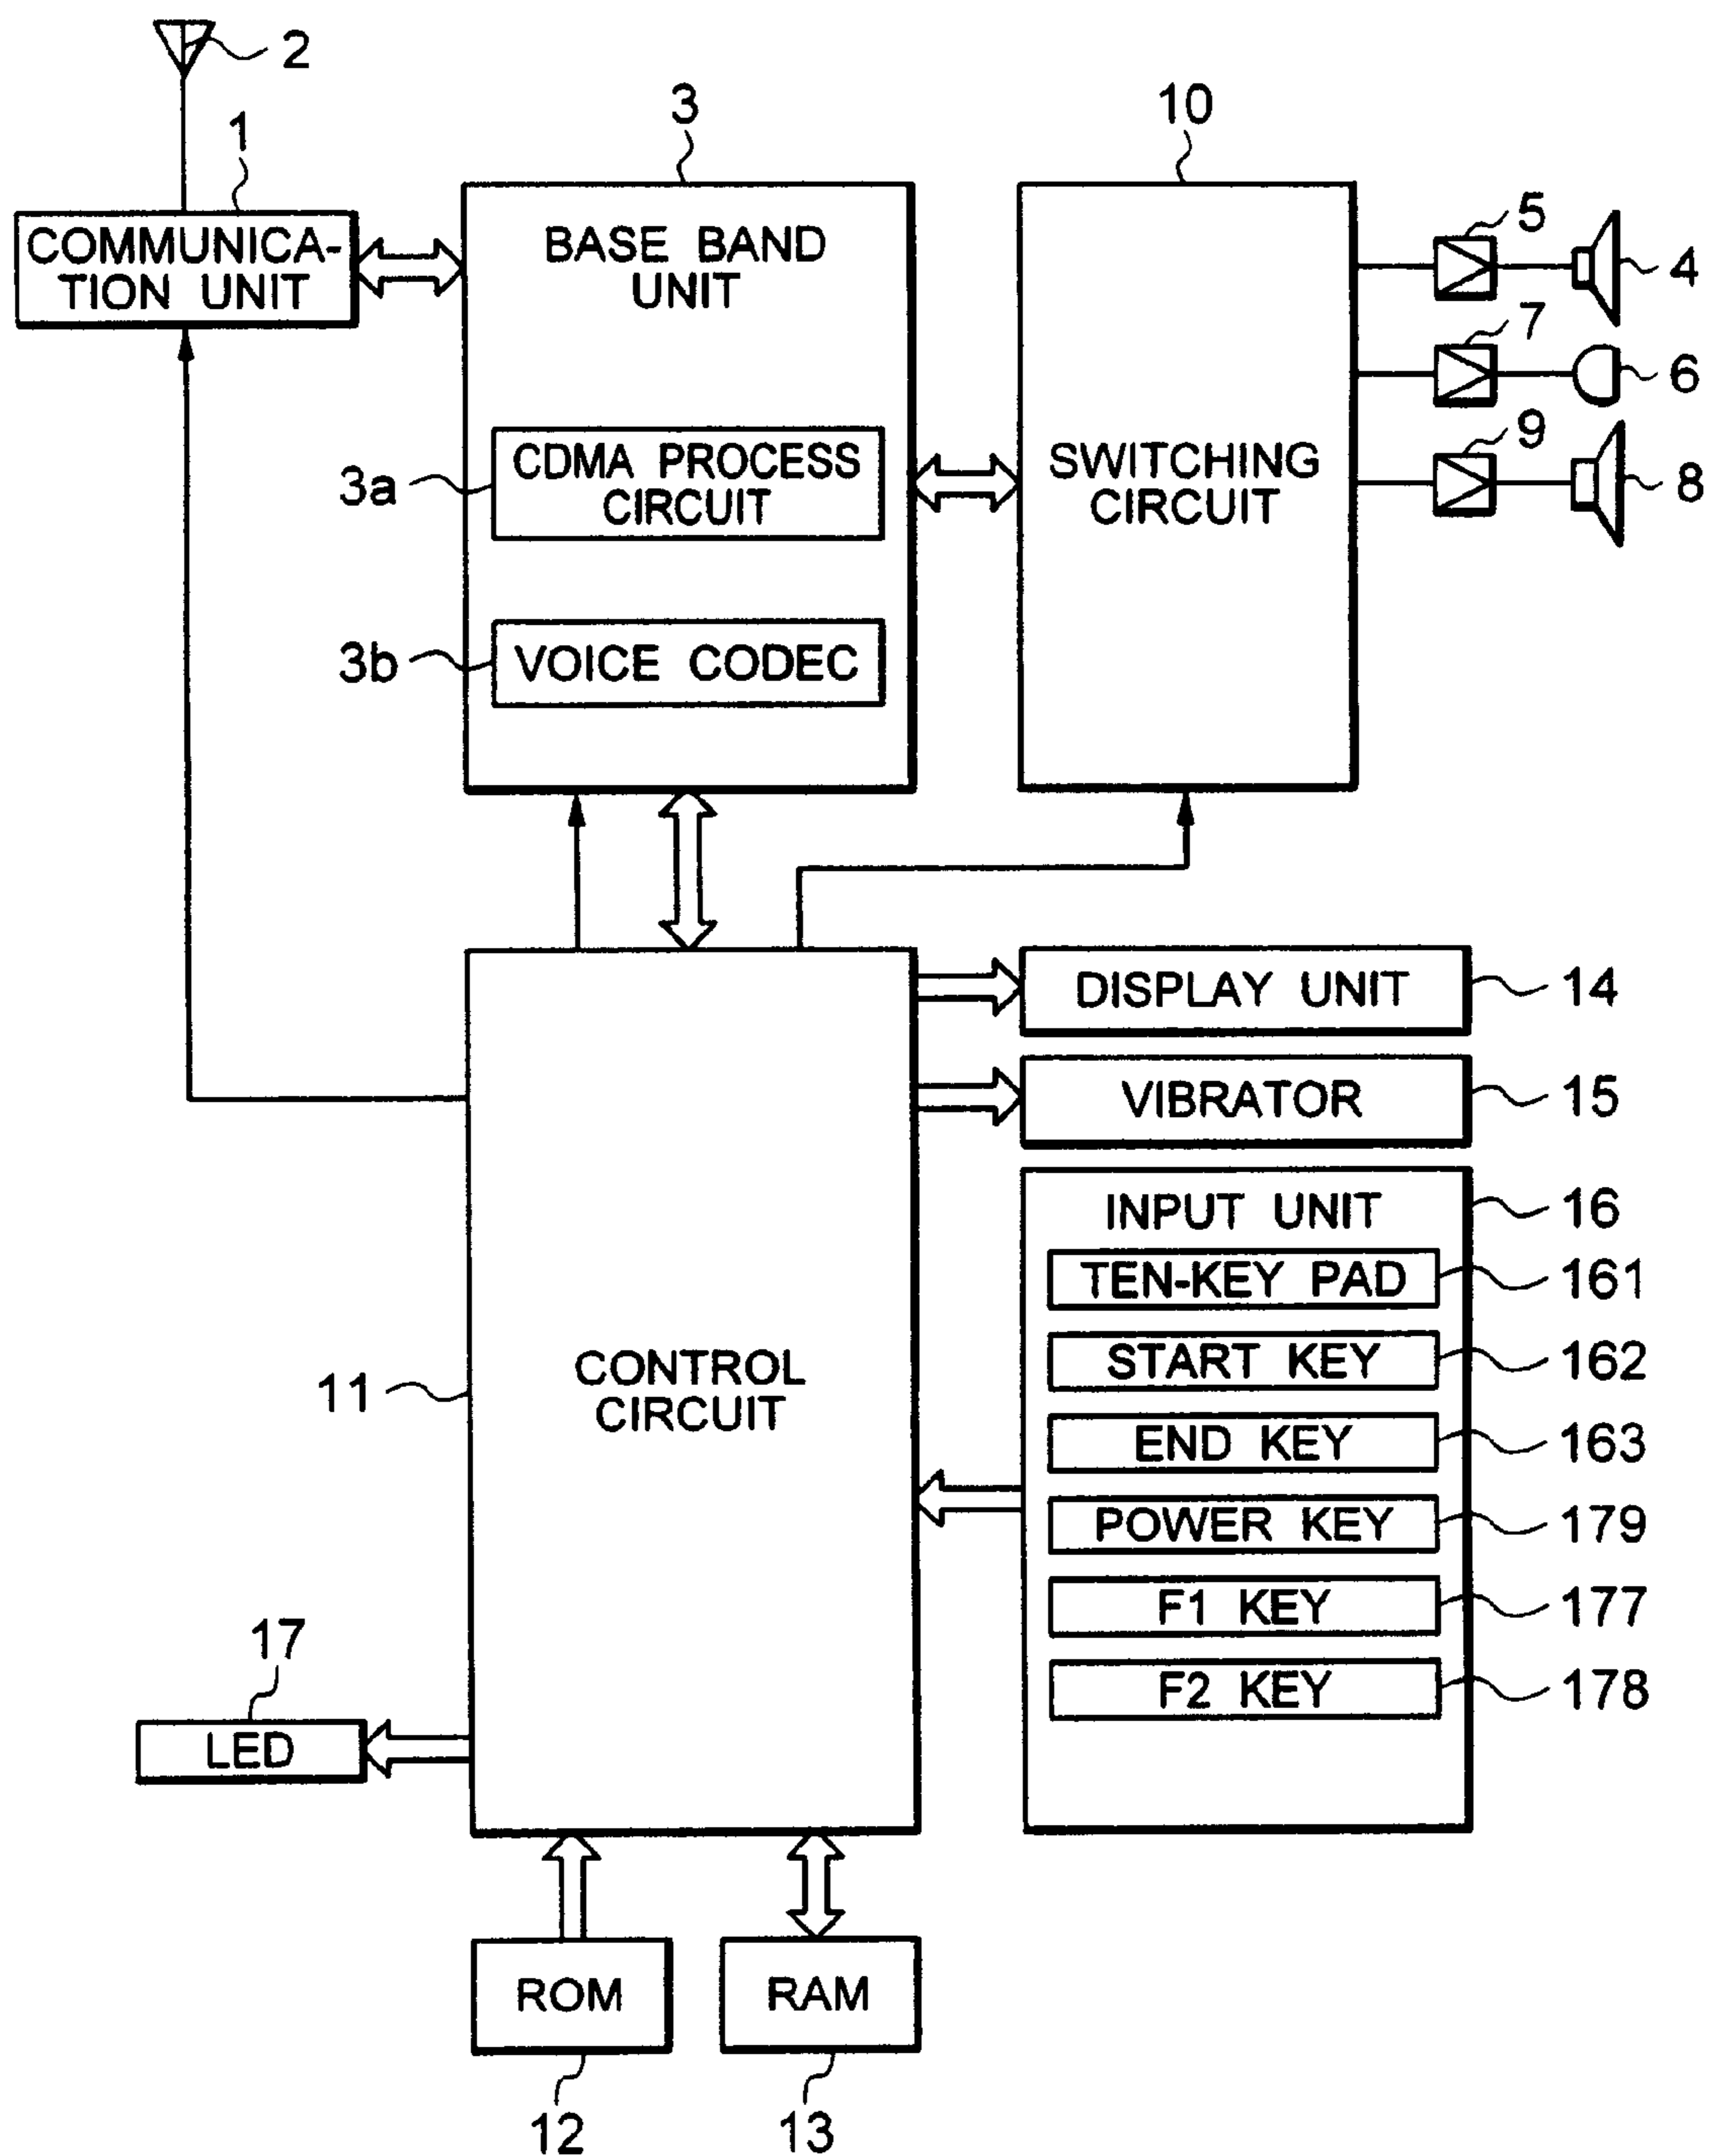 2
1
3
10
COMMUNICA-
TION UNIT
BASE BAND
UNIT
5
4
7
6
9
8
3a
CDMA PROCESS
CIRCUIT
SWITCHING
CIRCUIT
3b
VOICE CODEC
DISPLAY UNIT
14
VIBRATOR
15
INPUT UNIT
16
TEN-KEY PAD
161
START KEY
162
11
CONTROL
CIRCUIT
END KEY
163
POWER KEY
179
F1 KEY
177
F2 KEY
178
17
LED
ROM
RAM
12
13